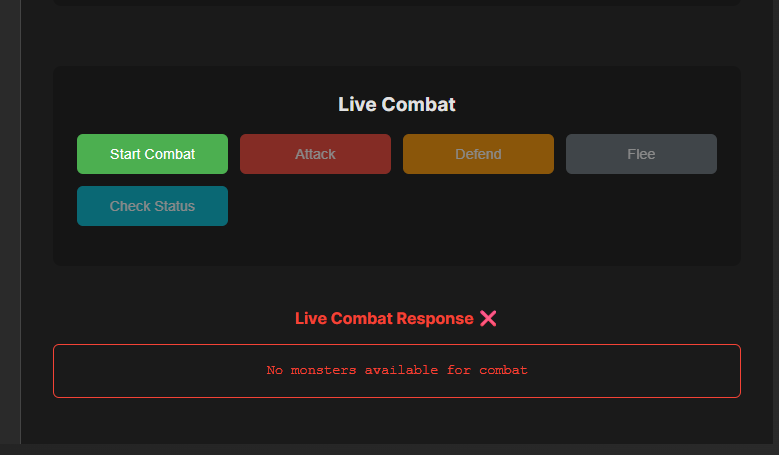 Live Combat
Start Combat Attack Defend Flee
Check Status
Live Combat Response ❌
No monsters available for combat